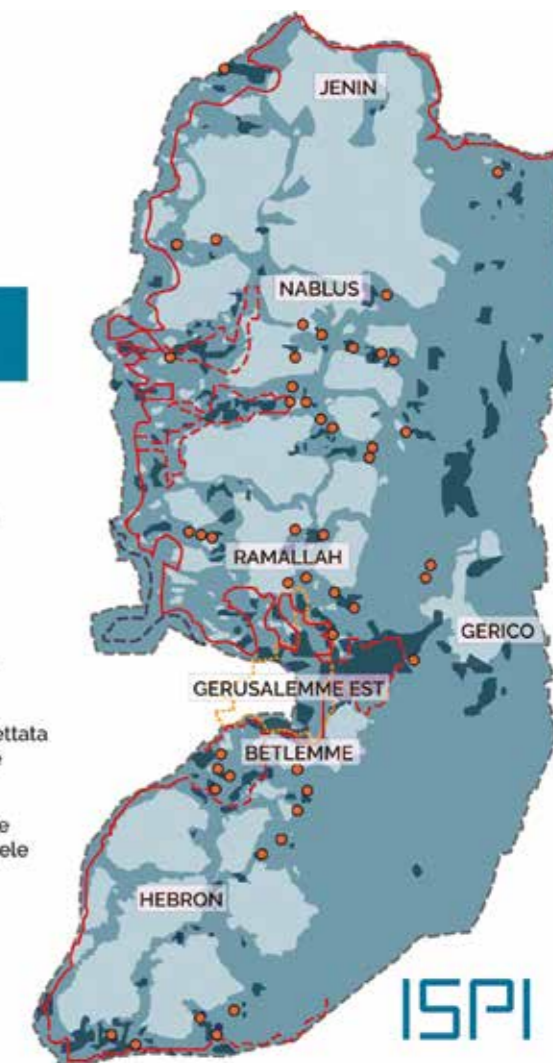 JENIN
NABLUS
RAMALLAH
GERICO
GERUSALEMME EST
BETLEMME
HEBRON
ISPI